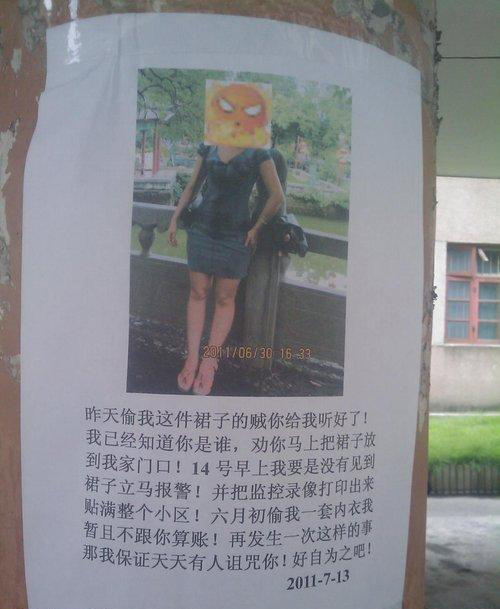 2011/06/30 16:33
昨天偷我这件裙子的贼你给我听好了！
我已经知道你是谁，劝你马上把裙子放
到我家门口！14 号早上我要是没有见到
裙子立马报警！并把监控录像打印出来
贴满整个小区！六月初偷我一套内衣我
暂且不跟你算账！再发生一次这样的事
那我保证天天有人诅咒你！好自为之吧！
2011-7-13